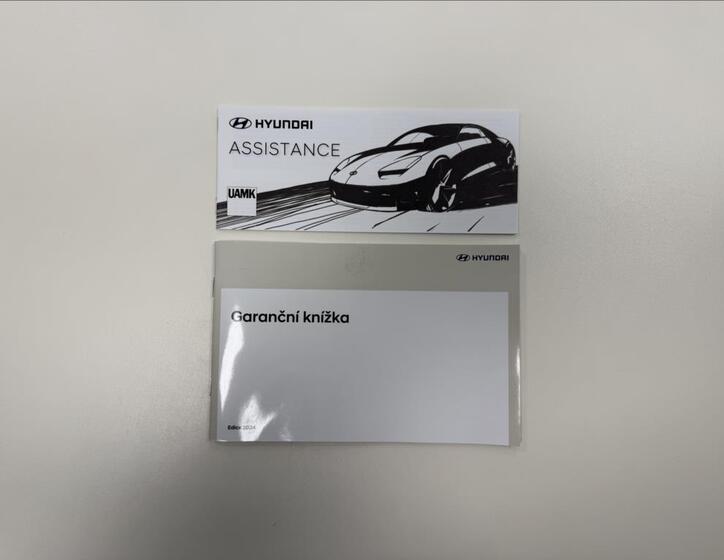 HYUNDAI
ASSISTANCE
UAMK
HYUNDAI
Garanční knížka
Edice 2024